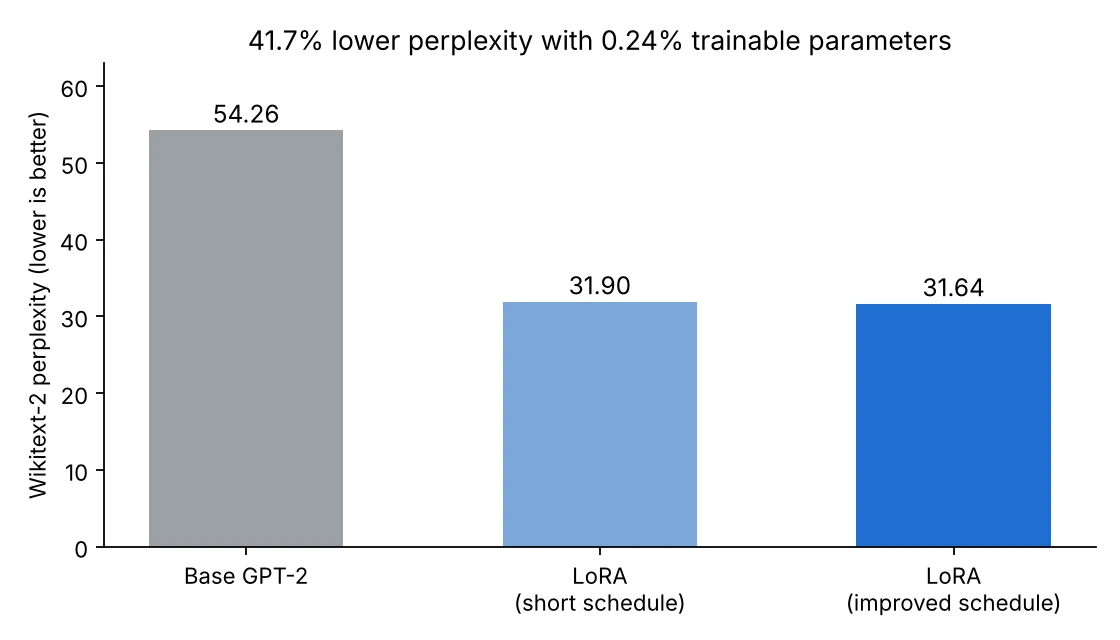 41.7% lower perplexity with 0.24% trainable parameters
Wikitext-2 perplexity (lower is better)
60
50
40
30
20
10
0
54.26
31.90
31.64
Base GPT-2
LoRA
(short schedule)
LoRA
(improved schedule)